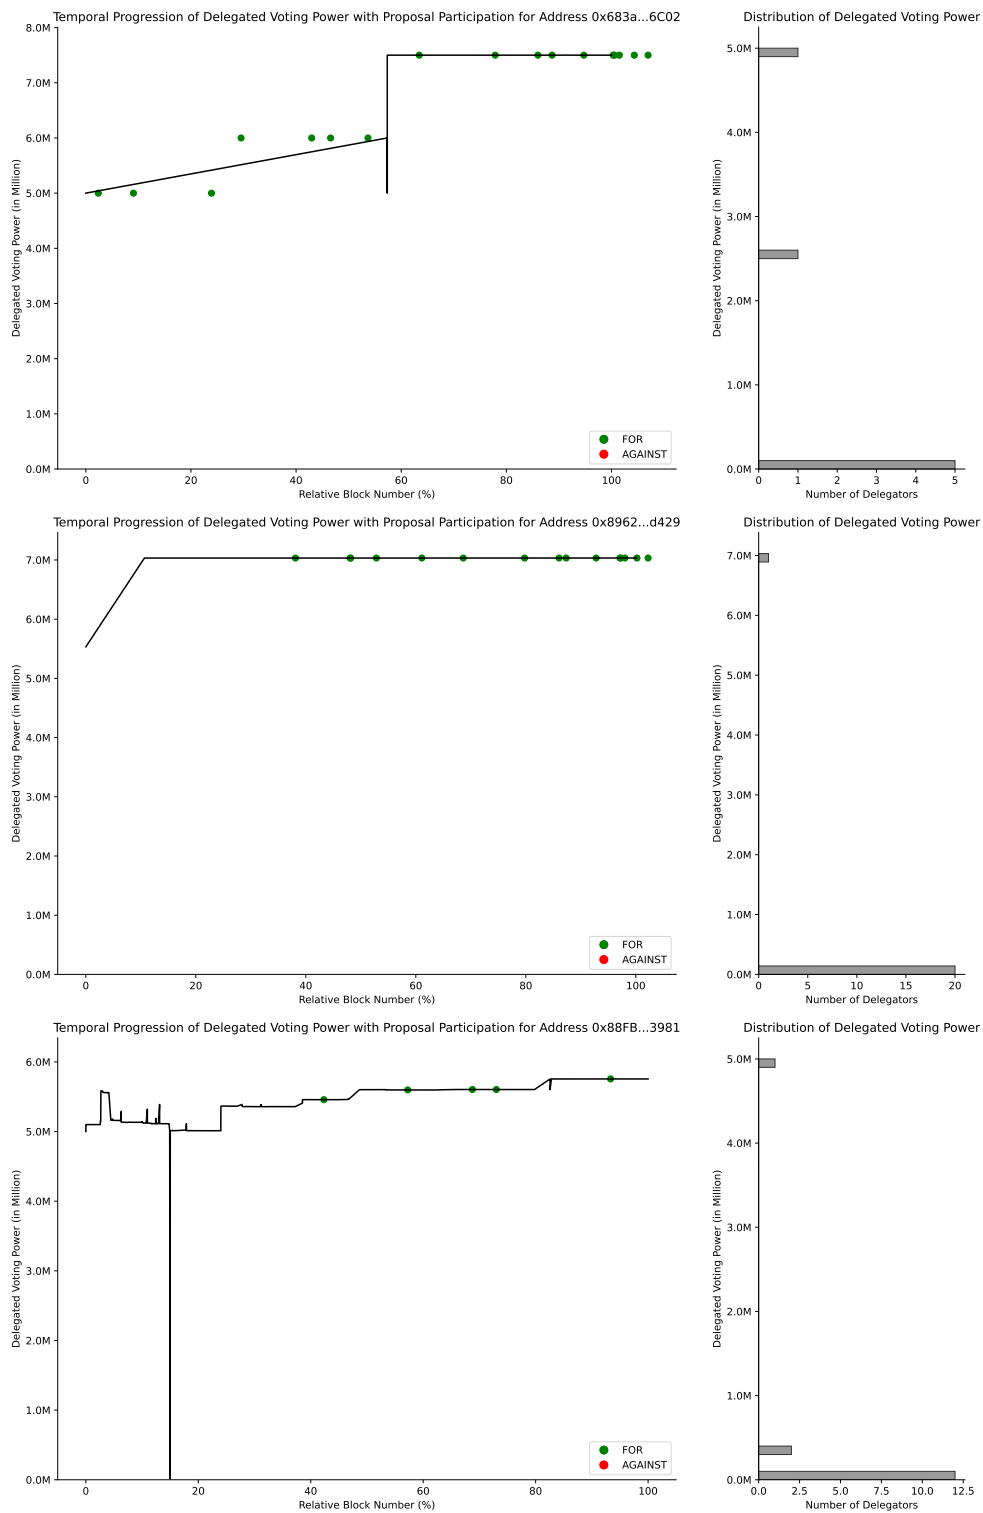 Temporal Progression of Delegated Voting Power with Proposal Participation for Address 0x683a...6C02
Delegated Voting Power (in Million)
8.0M
7.0M
6.0M
5.0M
4.0M
3.0M
2.0M
1.0M
0.0M
0 20 40 60 80 100
Relative Block Number (%)
FOR
AGAINST
Distribution of Delegated Voting Power
Delegated Voting Power (in Million)
5.0M
4.0M
3.0M
2.0M
1.0M
0.0M
0 1 2 3 4 5
Number of Delegators
Temporal Progression of Delegated Voting Power with Proposal Participation for Address 0x8962...d429
Delegated Voting Power (in Million)
7.0M
6.0M
5.0M
4.0M
3.0M
2.0M
1.0M
0.0M
0 20 40 60 80 100
Relative Block Number (%)
FOR
AGAINST
Distribution of Delegated Voting Power
Delegated Voting Power (in Million)
7.0M
6.0M
5.0M
4.0M
3.0M
2.0M
1.0M
0.0M
0 5 10 15 20
Number of Delegators
Temporal Progression of Delegated Voting Power with Proposal Participation for Address 0x88FB...3981
Delegated Voting Power (in Million)
6.0M
5.0M
4.0M
3.0M
2.0M
1.0M
0.0M
0 20 40 60 80 100
Relative Block Number (%)
FOR
AGAINST
Distribution of Delegated Voting Power
Delegated Voting Power (in Million)
5.0M
4.0M
3.0M
2.0M
1.0M
0.0M
0.0 2.5 5.0 7.5 10.0 12.5
Number of Delegators